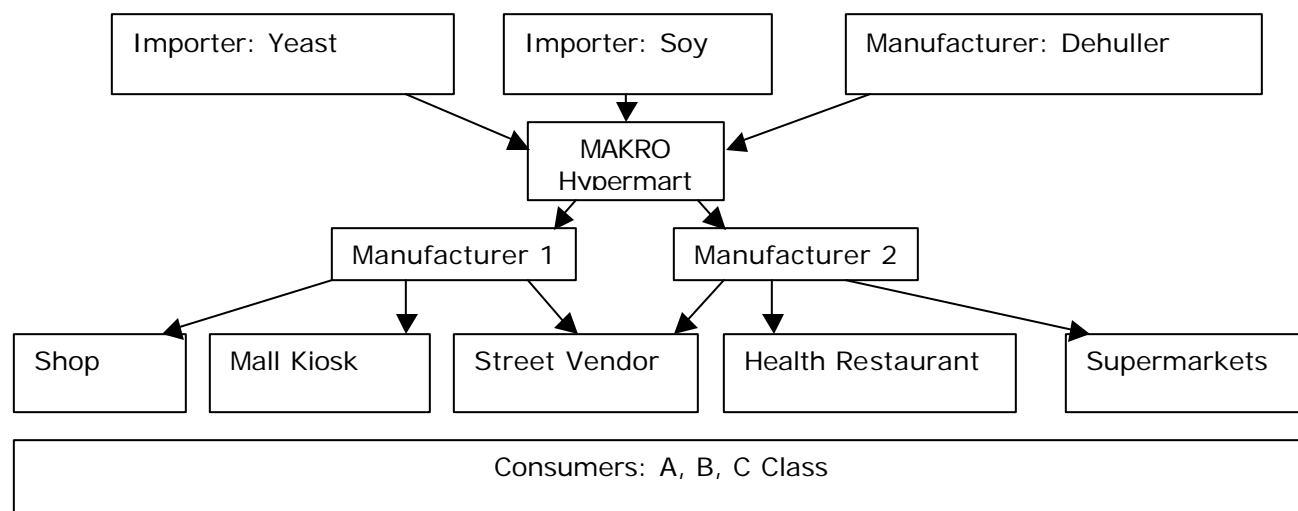 Importer: Yeast
Importer: Soy
Manufacturer: Dehuller
MAKRO
Hypermart
Manufacturer 1
Manufacturer 2
Shop
Mall Kiosk
Street Vendor
Health Restaurant
Supermarkets
Consumers: A, B, C Class